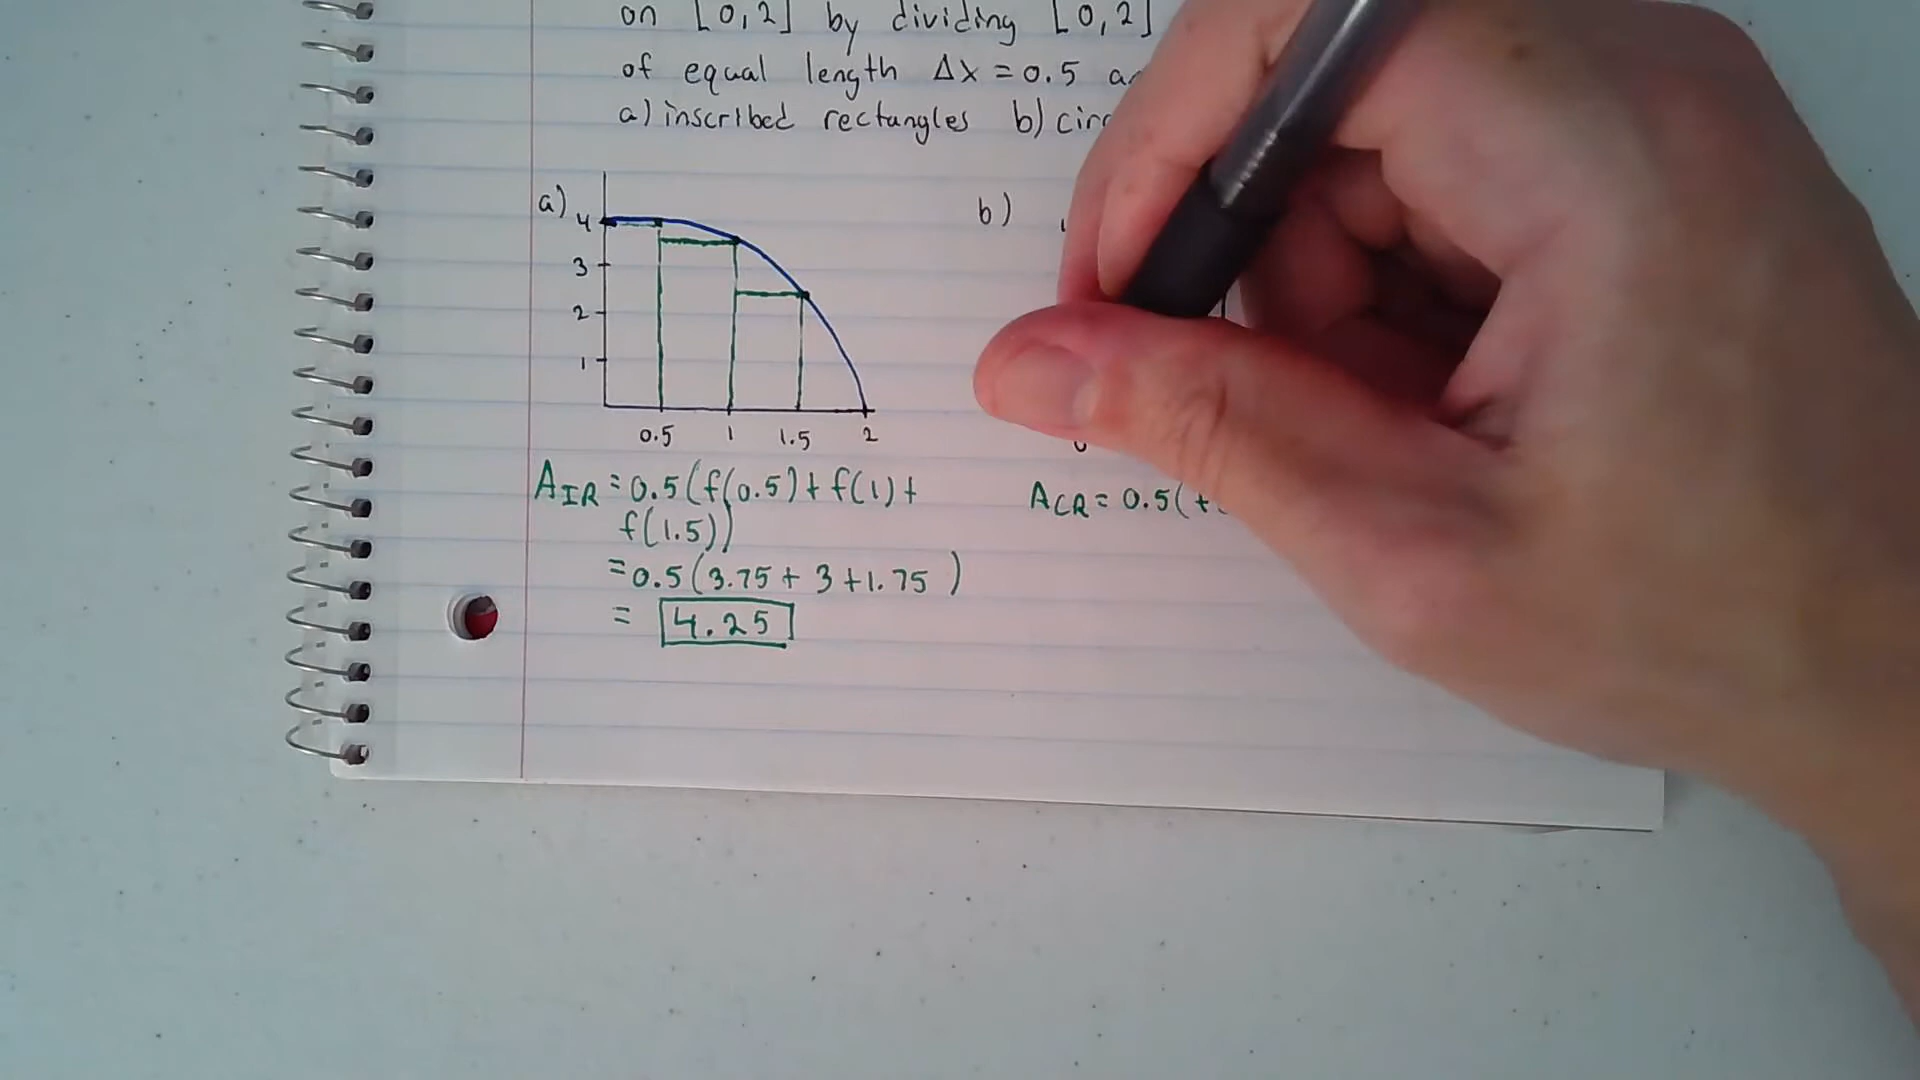 on [0,2] by dividing [0,2]
of equal length Δx = 0.5
a) inscribed rectangles b)
a)
4
3
2
1
0.5 1 1.5 2
A_IR = 0.5(f(0.5)+f(1)+
f(1.5))
=0.5(3.75+3+1.75)
= 4.25
b)
A_CR = 0.5(